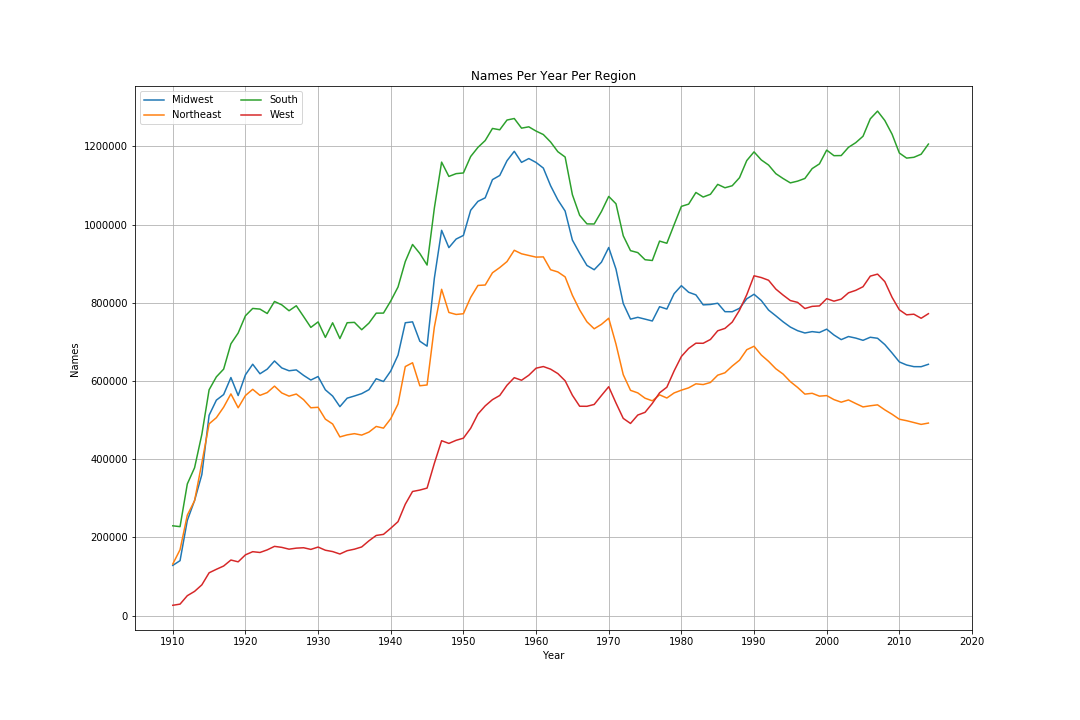 Names Per Year Per Region
Midwest South
Northeast West
1200000
1000000
800000
600000
400000
200000
0
Names
1910 1920 1930 1940 1950 1960 1970 1980 1990 2000 2010 2020
Year